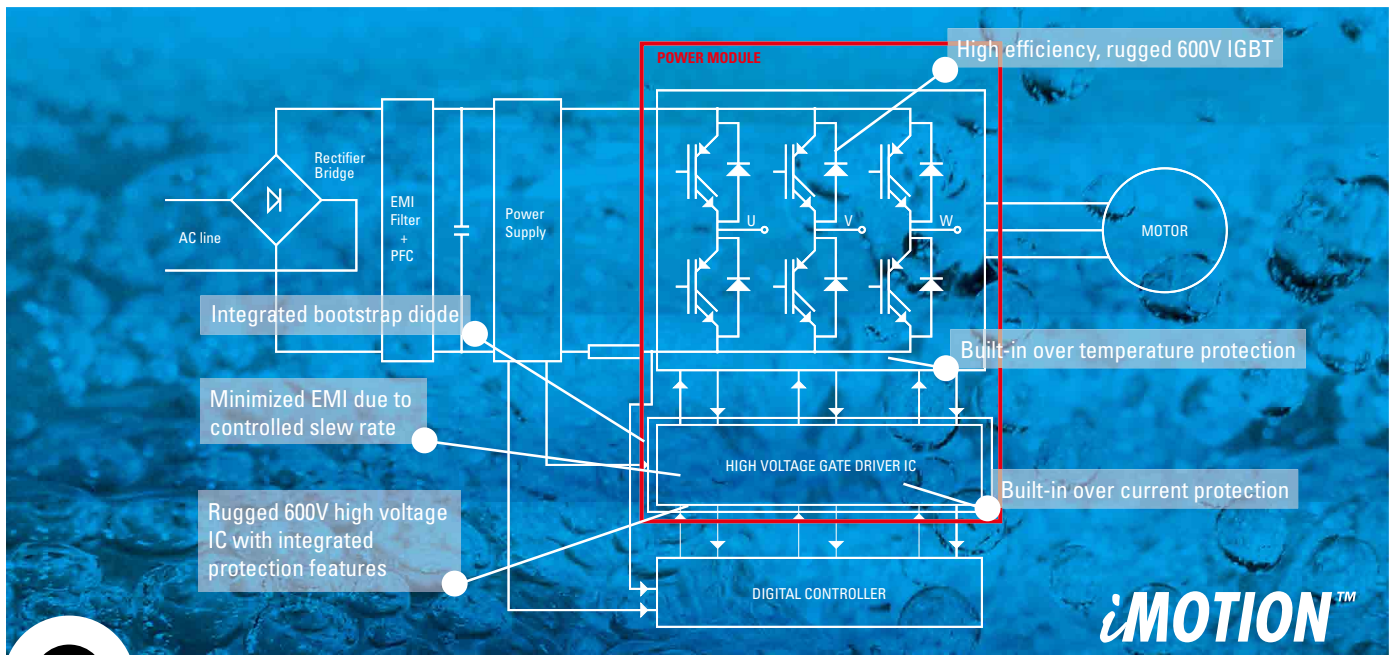 POWER MODULE
High efficiency, rugged 600V IGBT
Rectifier
Bridge
AC line
EMI
Filter
+
PFC
Power
Supply
U
V
W
MOTOR
Integrated bootstrap diode
Built-in over temperature protection
Minimized EMI due to
controlled slew rate
HIGH VOLTAGE GATE DRIVER IC
Built-in over current protection
Rugged 600V high voltage
IC with integrated
protection features
DIGITAL CONTROLLER
iMOTION™